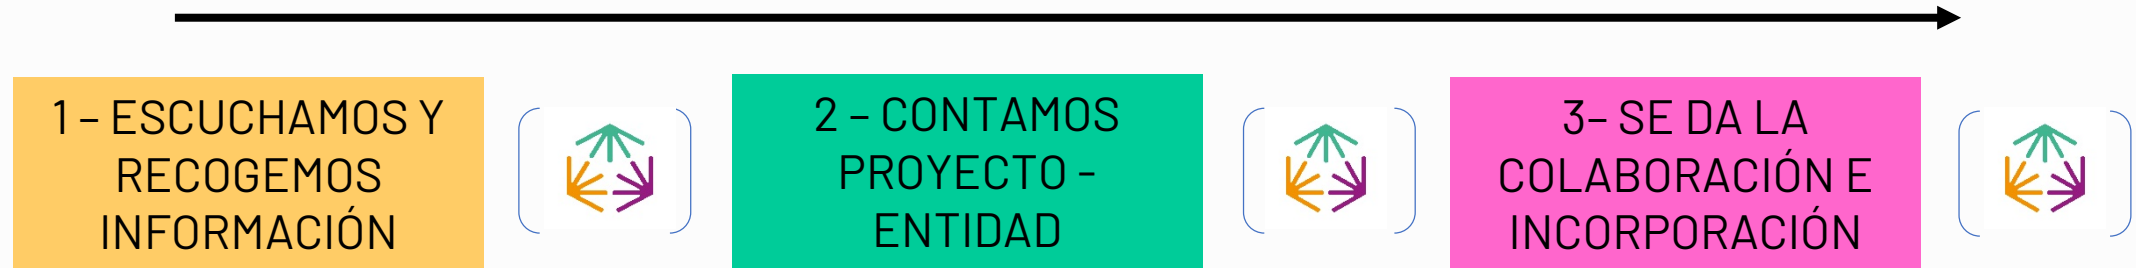 1 – ESCUCHAMOS Y
RECOGEMOS
INFORMACIÓN
2 – CONTAMOS
PROYECTO -
ENTIDAD
3– SE DA LA
COLABORACIÓN E
INCORPORACIÓN